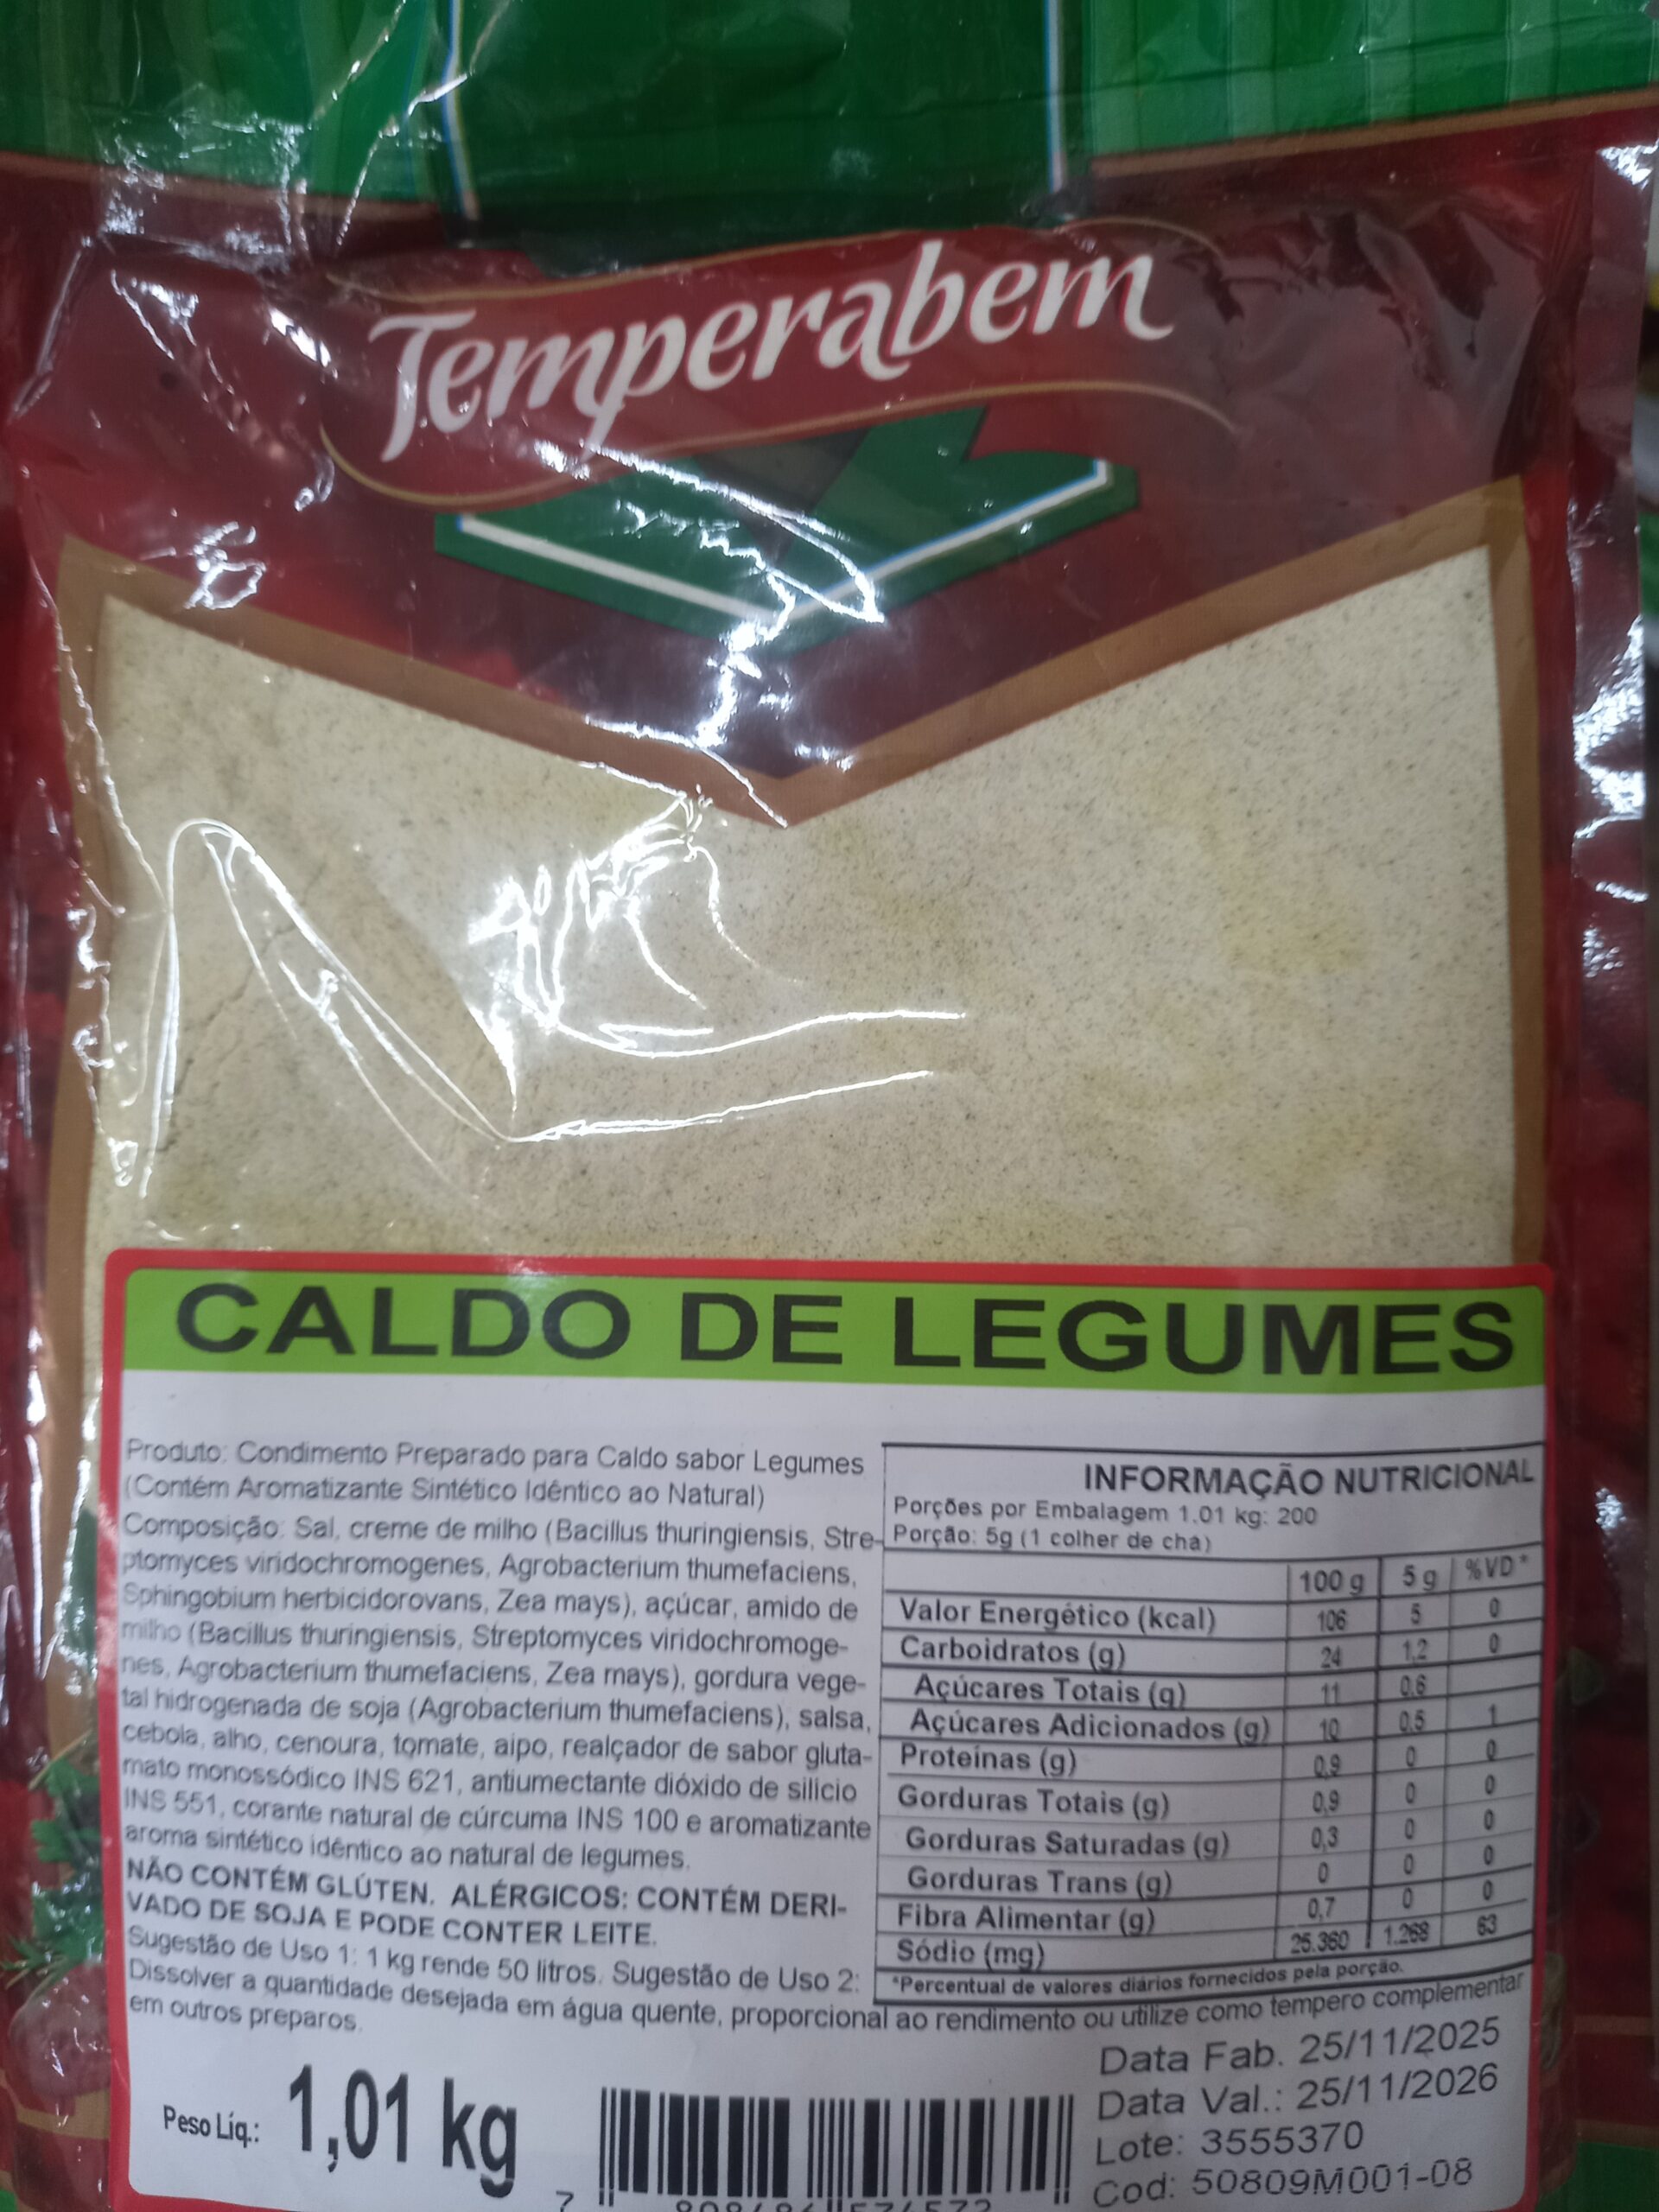 Temperabem
CALDO DE LEGUMES
Produto: Condimento Preparado para Caldo sabor Legumes
(Contém Aromatizante Sintético Idêntico ao Natural)
Composição: Sal, creme de milho (Bacillus thuringiensis, Stre-
ptomyces viridochromogenes, Agrobacterium thumefaciens,
Sphingobium herbicidorovans, Zea mays), açúcar, amido de
milho (Bacillus thuringiensis, Streptomyces viridochromoge-
nes, Agrobacterium thumefaciens, Zea mays), gordura vege-
tal hidrogenada de soja (Agrobacterium thumefaciens), salsa,
cebola, alho, cenoura, tomate, aipo, realçador de sabor gluta-
mato monossódico INS 621, antiumectante dióxido de silício
INS 551, corante natural de cúrcuma INS 100 e aromatizante
aroma sintético idêntico ao natural de legumes.
NÃO CONTÉM GLÚTEN. ALÉRGICOS: CONTÉM DERI-
VADO DE SOJA E PODE CONTER LEITE.
Sugestão de Uso 1: 1 kg rende 50 litros. Sugestão de Uso 2:
Dissolver a quantidade desejada em água quente, proporcional ao rendimento ou utilize como tempero complementar
em outros preparos.
INFORMAÇÃO NUTRICIONAL
Porções por Embalagem 1.01 kg: 200
Porção: 5g (1 colher de chá)
100 g 5 g %VD*
Valor Energético (kcal) 106 5 0
Carboidratos (g) 24 1,2 0
Açúcares Totais (g) 11 0,6
Açúcares Adicionados (g) 10 0,5 1
Proteínas (g) 0,9 0 0
Gorduras Totais (g) 0,9 0 0
Gorduras Saturadas (g) 0,3 0 0
Gorduras Trans (g) 0 0 0
Fibra Alimentar (g) 0,7 0 0
Sódio (mg) 25.360 1.268 63
*Percentual de valores diários fornecidos pela porção.
Peso Líq.: 1,01 kg
Data Fab. 25/11/2025
Data Val.: 25/11/2026
Lote: 3555370
Cod: 50809M001-08
7